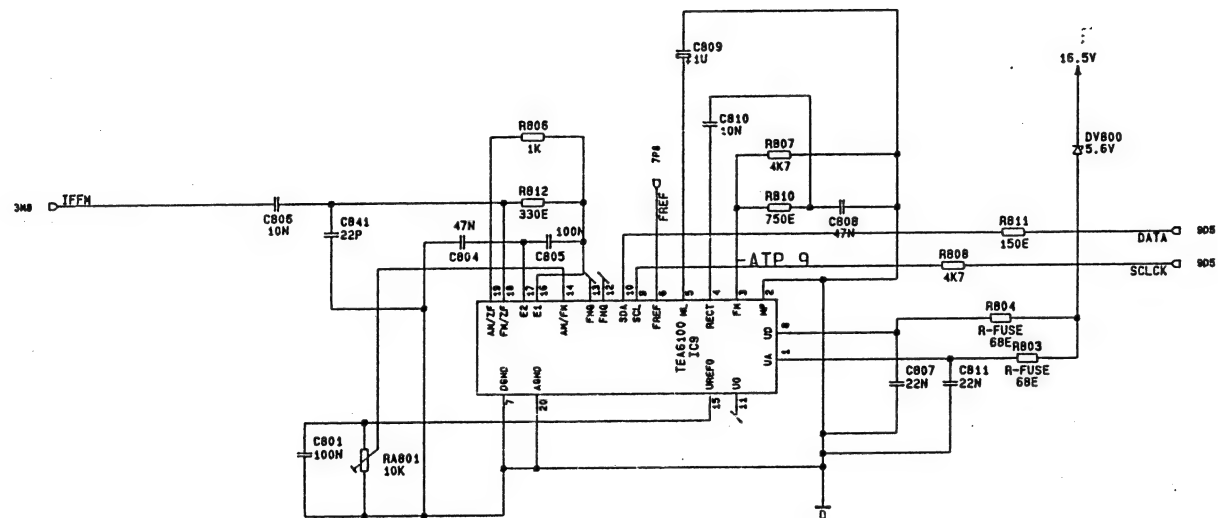 C809
1U
16.5V
C810
10N
R806
1K
R807
4K7
DV800
5.6V
7P8
FREF
3M8
IFFM
R812
330E
R810
750E
C808
47N
C806
10N
C841
22P
47N
C804
100N
C805
R811
150E
DATA
9D5
-ATP 9
R808
4K7
SCLCK
9D5
19
18
17
16
14
13
12
10
9
6
5
4
3
2
AM/ZF
FM/ZF
E2
E1
AM/FM
FMQ
FMQ
SDA
SCL
FREF
ML
RECT
FM
MP
TEA6100
IC9
UD
8
UA
1
R804
R-FUSE
68E
R803
R-FUSE
68E
C807
22N
C811
22N
DGND
AGND
UREFO
UO
7
20
15
11
C801
100N
RA801
10K
D